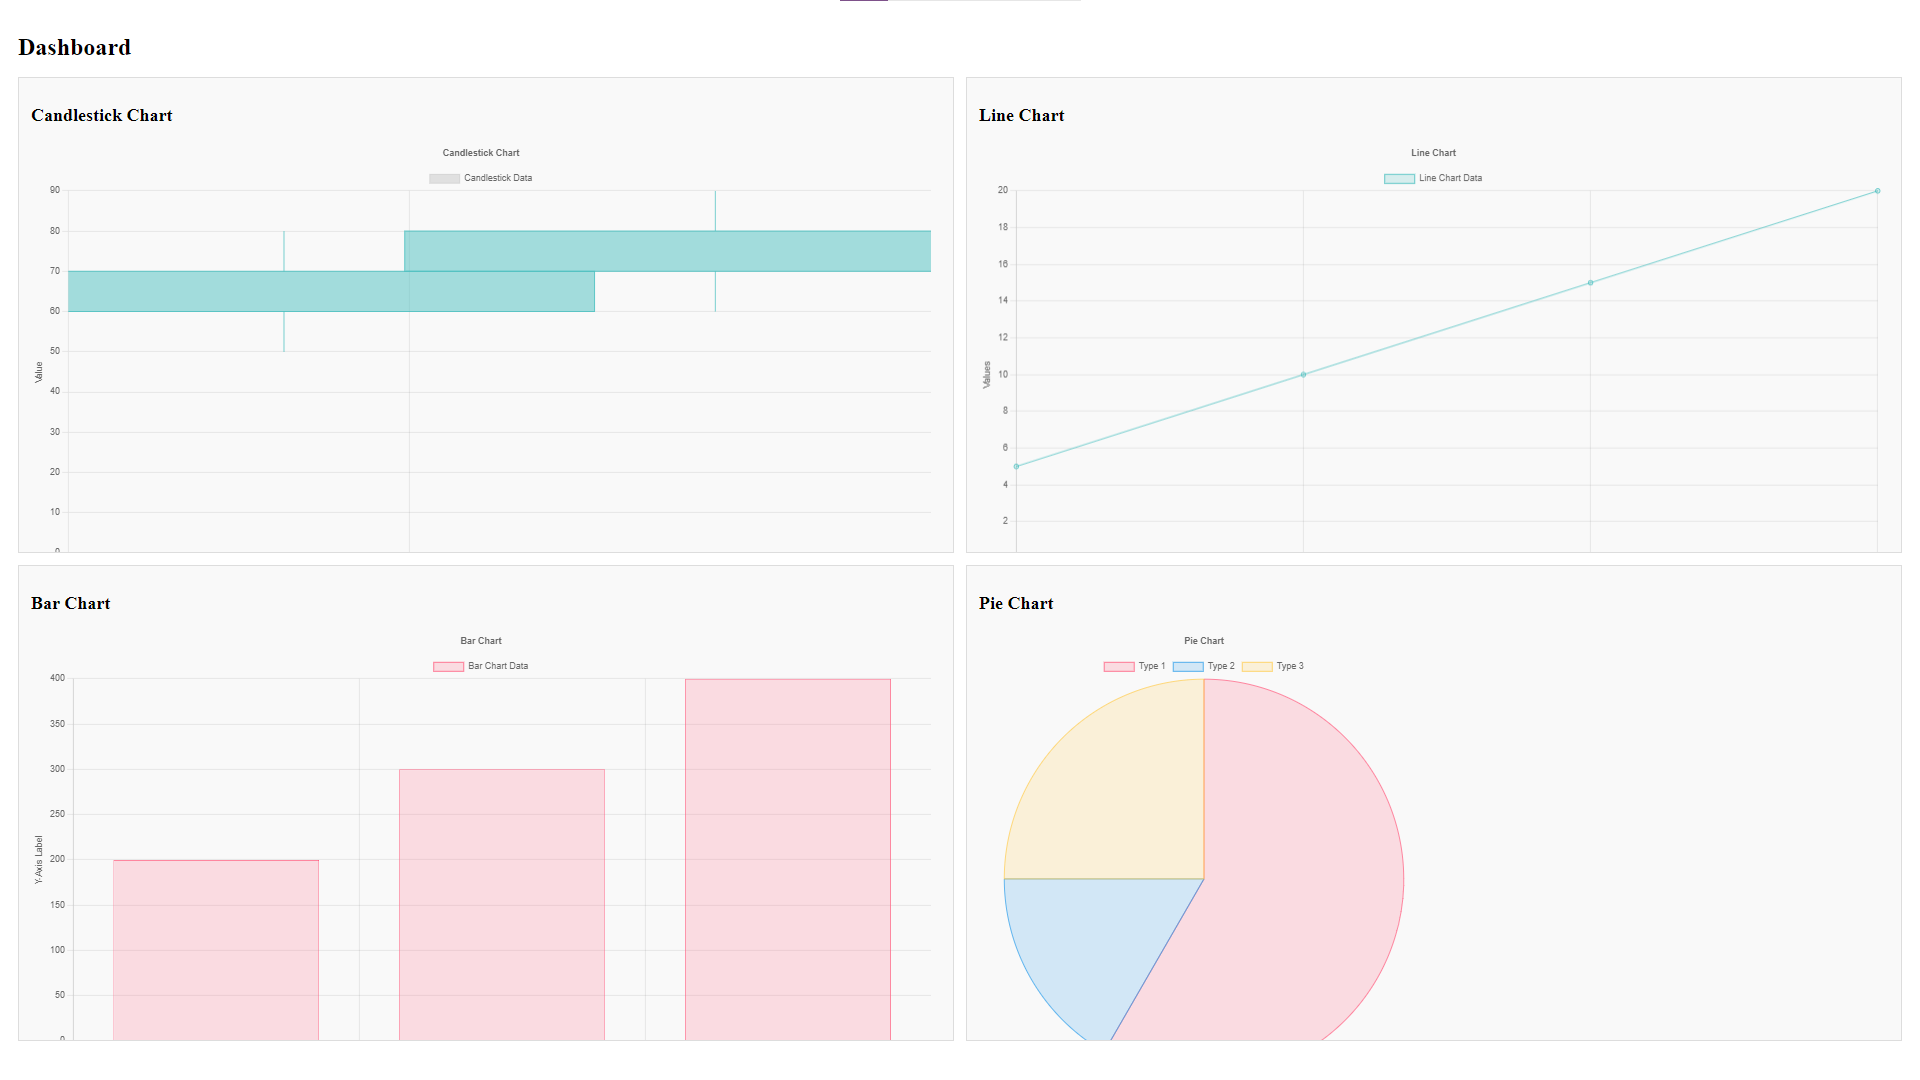 Dashboard
Candlestick Chart
Candlestick Chart
Candlestick Data
90
80
70
60
50
40
30
20
10
0
Value
Line Chart
Line Chart
Line Chart Data
20
18
16
14
12
10
8
6
4
2
Values
Bar Chart
Bar Chart
Bar Chart Data
400
350
300
250
200
150
100
50
0
Y-Axis Label
Pie Chart
Pie Chart
Type 1 Type 2 Type 3